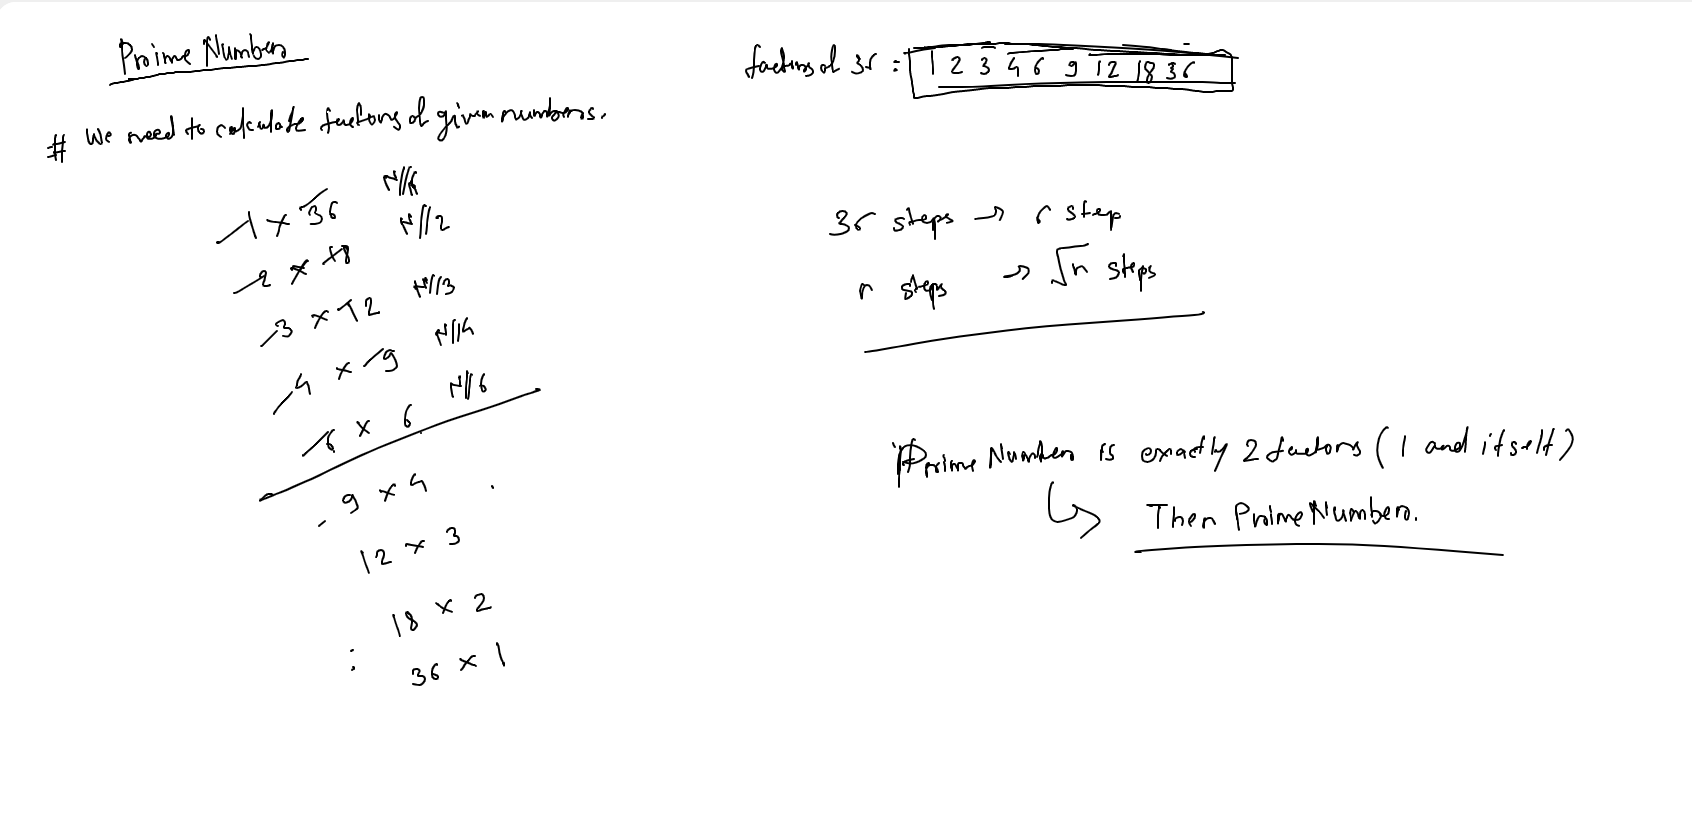 Prime Numbers
# We need to calculate factors of given numbers.
1 x 36 N//1
2 x 18 N//2
3 x 12 N//3
4 x 9 N//4
6 x 6 N//6
9 x 4
12 x 3
18 x 2
36 x 1
factors of 36 : 1 2 3 4 6 9 12 18 36
36 steps → 6 step
n steps → √n steps
Prime Number is exactly 2 factors (1 and itself)
Then Prime Numbers.